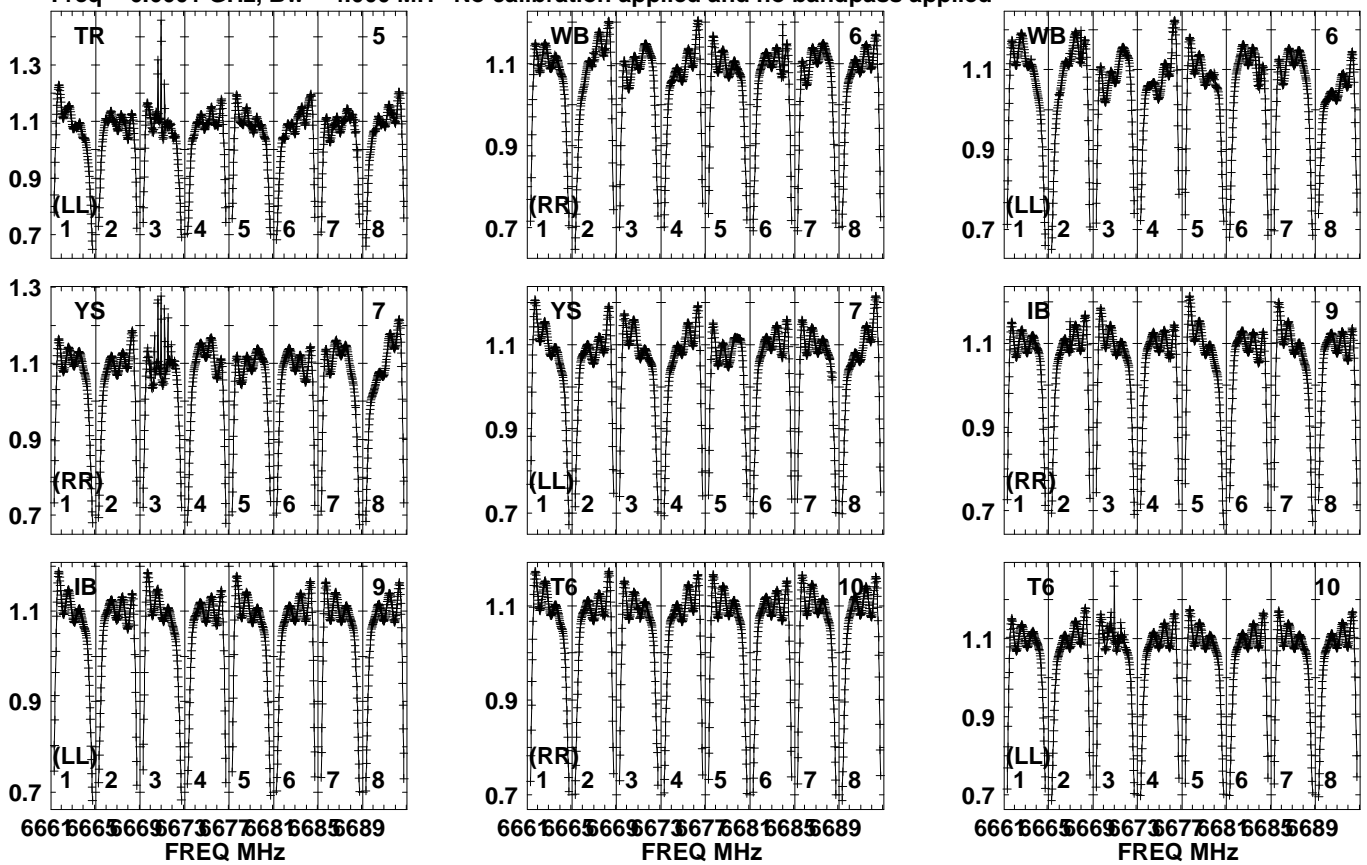 No calibration applied and no bandpass applied
TR 5
1.3
1.1
0.9
0.7
(LL)
1 2 3 4 5 6 7 8
WB 6
1.1
0.9
0.7
(RR)
1 2 3 4 5 6 7 8
WB 6
1.1
0.9
0.7
(LL)
1 2 3 4 5 6 7 8
YS 7
1.3
1.1
0.9
0.7
(RR)
1 2 3 4 5 6 7 8
YS 7
1.1
0.9
0.7
(LL)
1 2 3 4 5 6 7 8
IB 9
1.1
0.9
0.7
(RR)
1 2 3 4 5 6 7 8
IB 9
1.1
0.9
0.7
(LL)
1 2 3 4 5 6 7 8
6661 6665 6669 6673 6677 6681 6685 6689
FREQ MHz
T6 10
1.1
0.9
0.7
(RR)
1 2 3 4 5 6 7 8
6661 6665 6669 6673 6677 6681 6685 6689
FREQ MHz
T6 10
1.1
0.9
0.7
(LL)
1 2 3 4 5 6 7 8
6661 6665 6669 6673 6677 6681 6685 6689
FREQ MHz